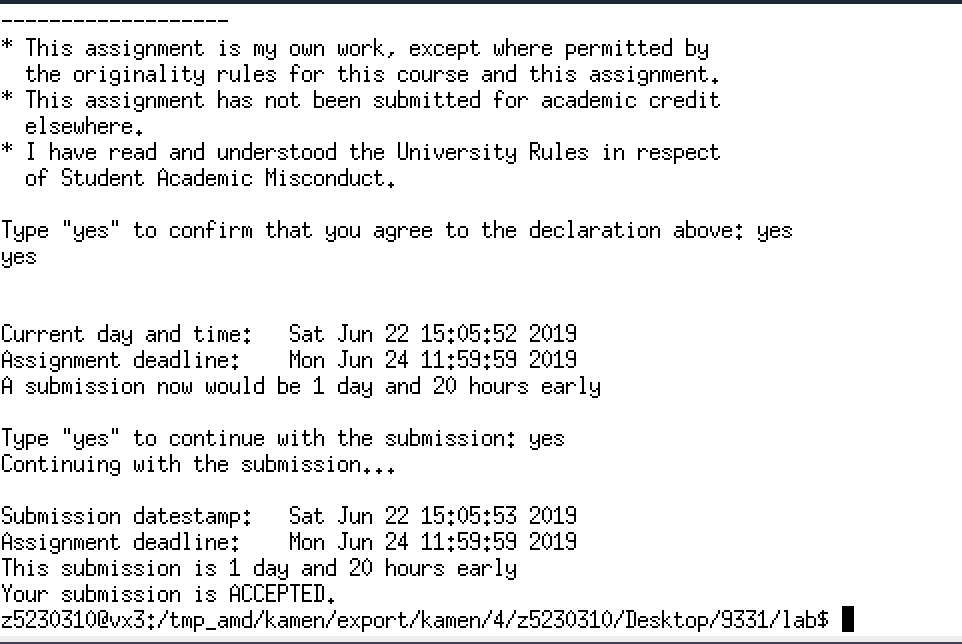 -------------------
* This assignment is my own work, except where permitted by
  the originality rules for this course and this assignment.
* This assignment has not been submitted for academic credit
  elsewhere.
* I have read and understood the University Rules in respect
  of Student Academic Misconduct.
Type "yes" to confirm that you agree to the declaration above: yes
yes
Current day and time:   Sat Jun 22 15:05:52 2019
Assignment deadline:    Mon Jun 24 11:59:59 2019
A submission now would be 1 day and 20 hours early
Type "yes" to continue with the submission: yes
Continuing with the submission...
Submission datestamp:   Sat Jun 22 15:05:53 2019
Assignment deadline:    Mon Jun 24 11:59:59 2019
This submission is 1 day and 20 hours early
Your submission is ACCEPTED.
z5230310@vx3:/tmp_amd/kamen/export/kamen/4/z5230310/Desktop/9331/lab$